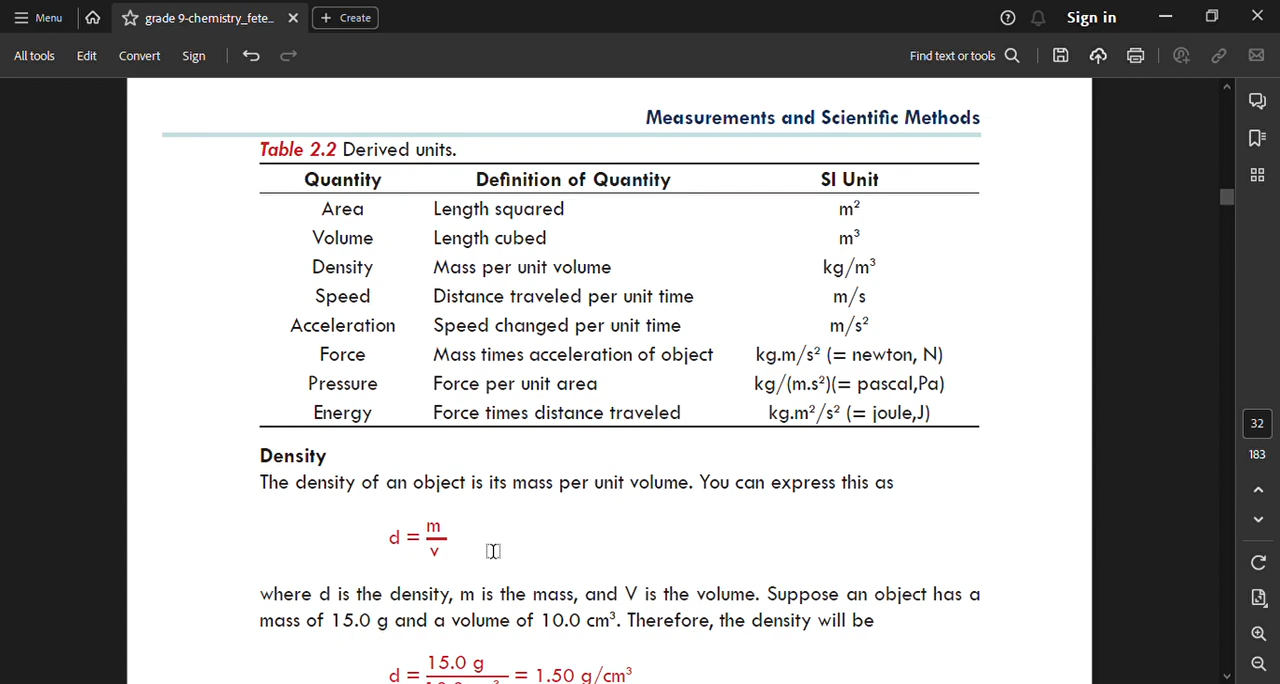 Menu
grade 9-chemistry_fete...
Create
Sign in
All tools
Edit
Convert
Sign
Find text or tools
Measurements and Scientific Methods
Table 2.2 Derived units.
Quantity Definition of Quantity SI Unit
Area Length squared m²
Volume Length cubed m³
Density Mass per unit volume kg/m³
Speed Distance traveled per unit time m/s
Acceleration Speed changed per unit time m/s²
Force Mass times acceleration of object kg.m/s² (= newton, N)
Pressure Force per unit area kg/(m.s²)(= pascal,Pa)
Energy Force times distance traveled kg.m²/s² (= joule,J)
Density
The density of an object is its mass per unit volume. You can express this as
d = m/v
where d is the density, m is the mass, and V is the volume. Suppose an object has a
mass of 15.0 g and a volume of 10.0 cm³. Therefore, the density will be
15.0 g
d = = 1.50 g/cm³
32
183